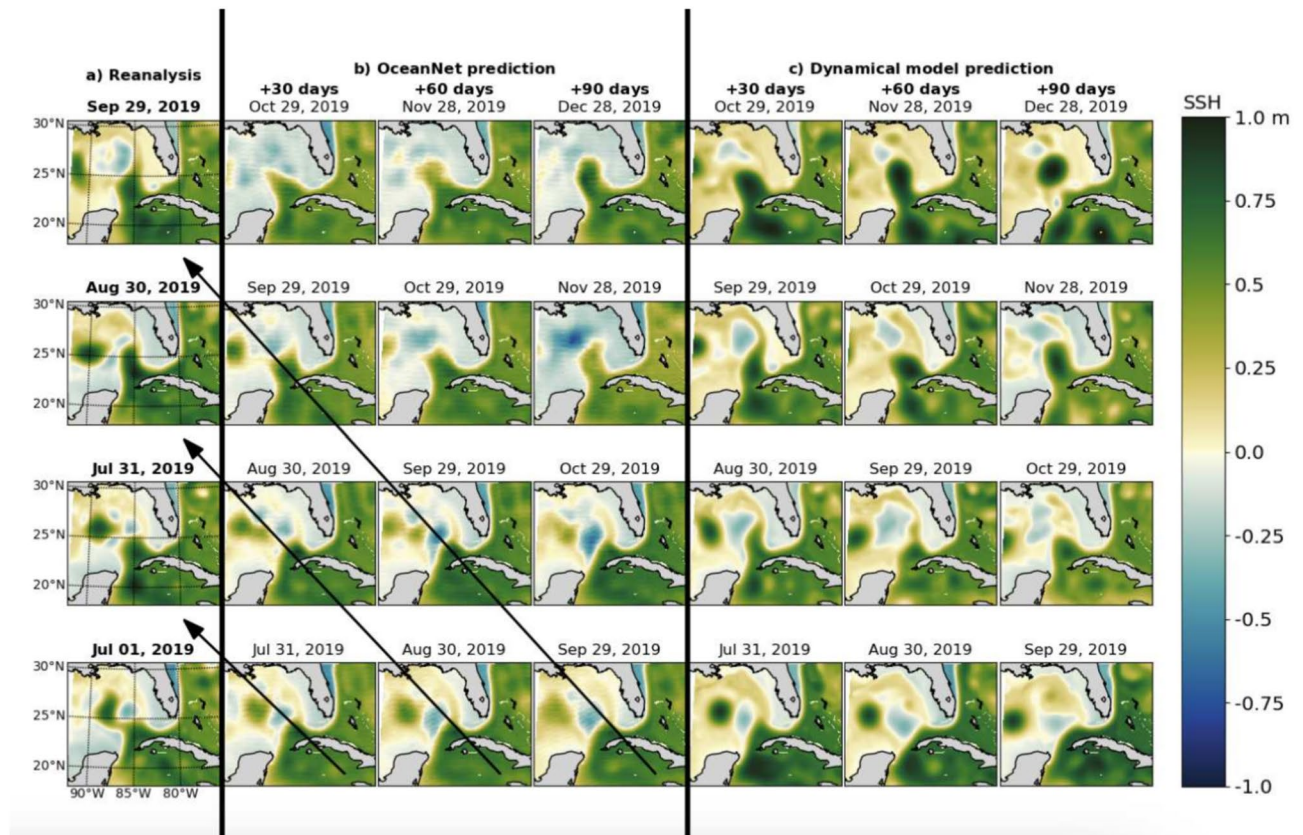 a) Reanalysis b) OceanNet prediction c) Dynamical model prediction
+30 days +60 days +90 days +30 days +60 days +90 days
Sep 29, 2019 Oct 29, 2019 Nov 28, 2019 Dec 28, 2019 Oct 29, 2019 Nov 28, 2019 Dec 28, 2019
SSH
30°N
25°N
20°N
Aug 30, 2019 Sep 29, 2019 Oct 29, 2019 Nov 28, 2019 Sep 29, 2019 Oct 29, 2019 Nov 28, 2019
30°N
25°N
20°N
Jul 31, 2019 Aug 30, 2019 Sep 29, 2019 Oct 29, 2019 Aug 30, 2019 Sep 29, 2019 Oct 29, 2019
30°N
25°N
20°N
Jul 01, 2019 Jul 31, 2019 Aug 30, 2019 Sep 29, 2019 Jul 31, 2019 Aug 30, 2019 Sep 29, 2019
30°N
25°N
20°N
90°W 85°W 80°W
1.0 m
0.75
0.50
0.25
0.0
-0.25
-0.5
-0.75
-1.0